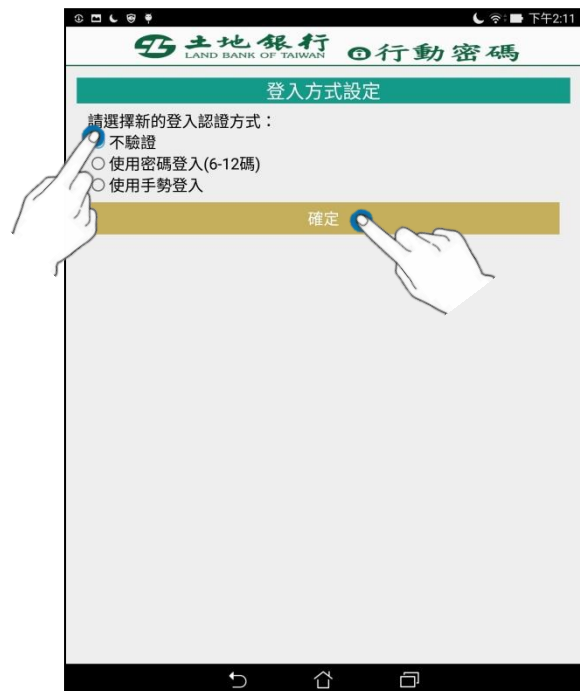 下午2:11
土地銀行 行動密碼
LAND BANK OF TAIWAN
登入方式設定
請選擇新的登入認證方式：
不驗證
使用密碼登入(6-12碼)
使用手勢登入
確定